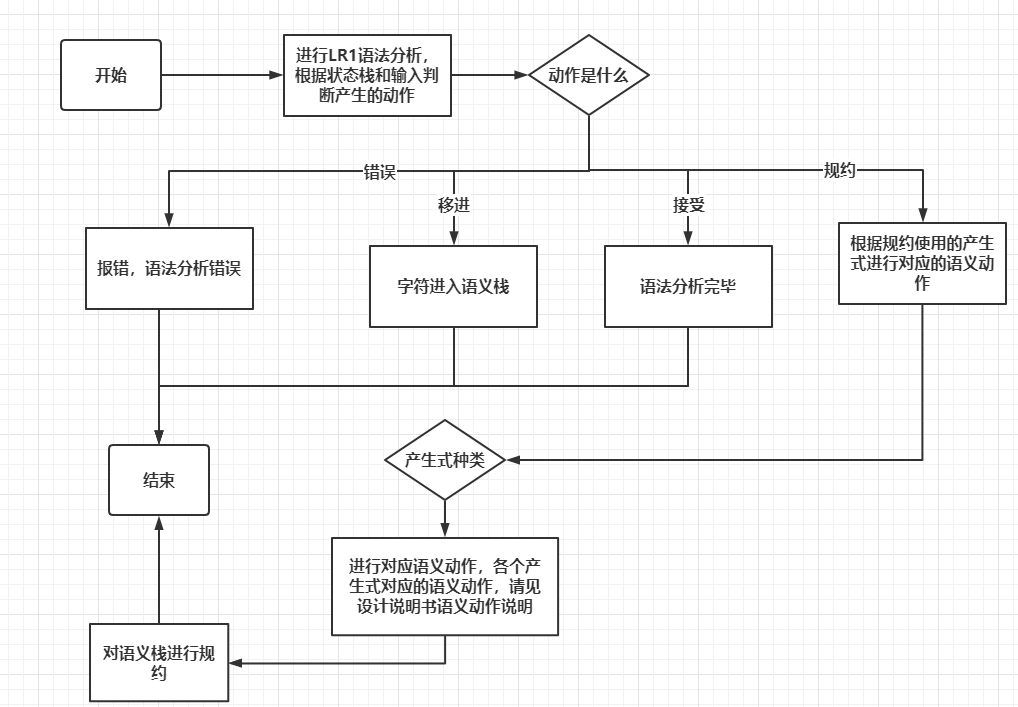 开始
进行LR1语法分析，
根据状态栈和输入判
断产生的动作
动作是什么
错误
规约
移进
接受
报错，语法分析错误
字符进入语义栈
语法分析完毕
根据规约使用的产生
式进行对应的语义动
作
产生式种类
结束
进行对应语义动作，各个产
生式对应的语义动作，请见
设计说明书语义动作说明
对语义栈进行规
约